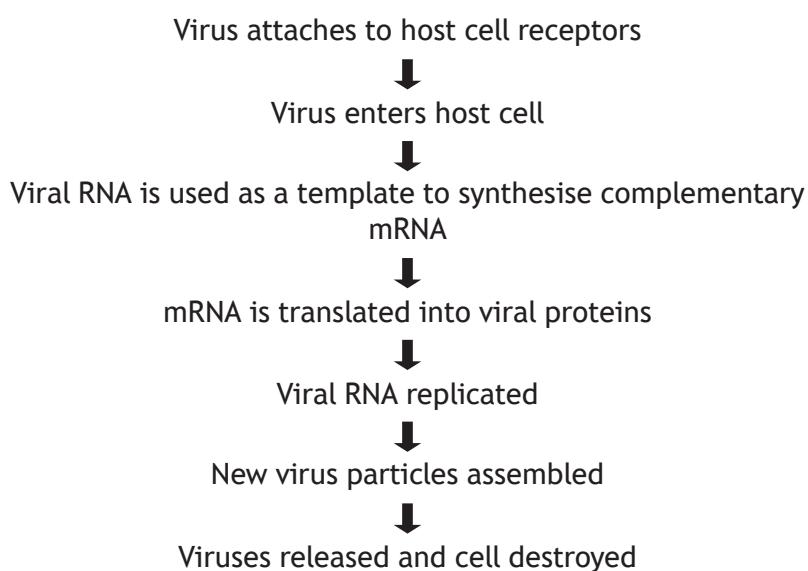 Virus attaches to host cell receptors
Virus enters host cell
Viral RNA is used as a template to synthesise complementary
mRNA
mRNA is translated into viral proteins
Viral RNA replicated
New virus particles assembled
Viruses released and cell destroyed